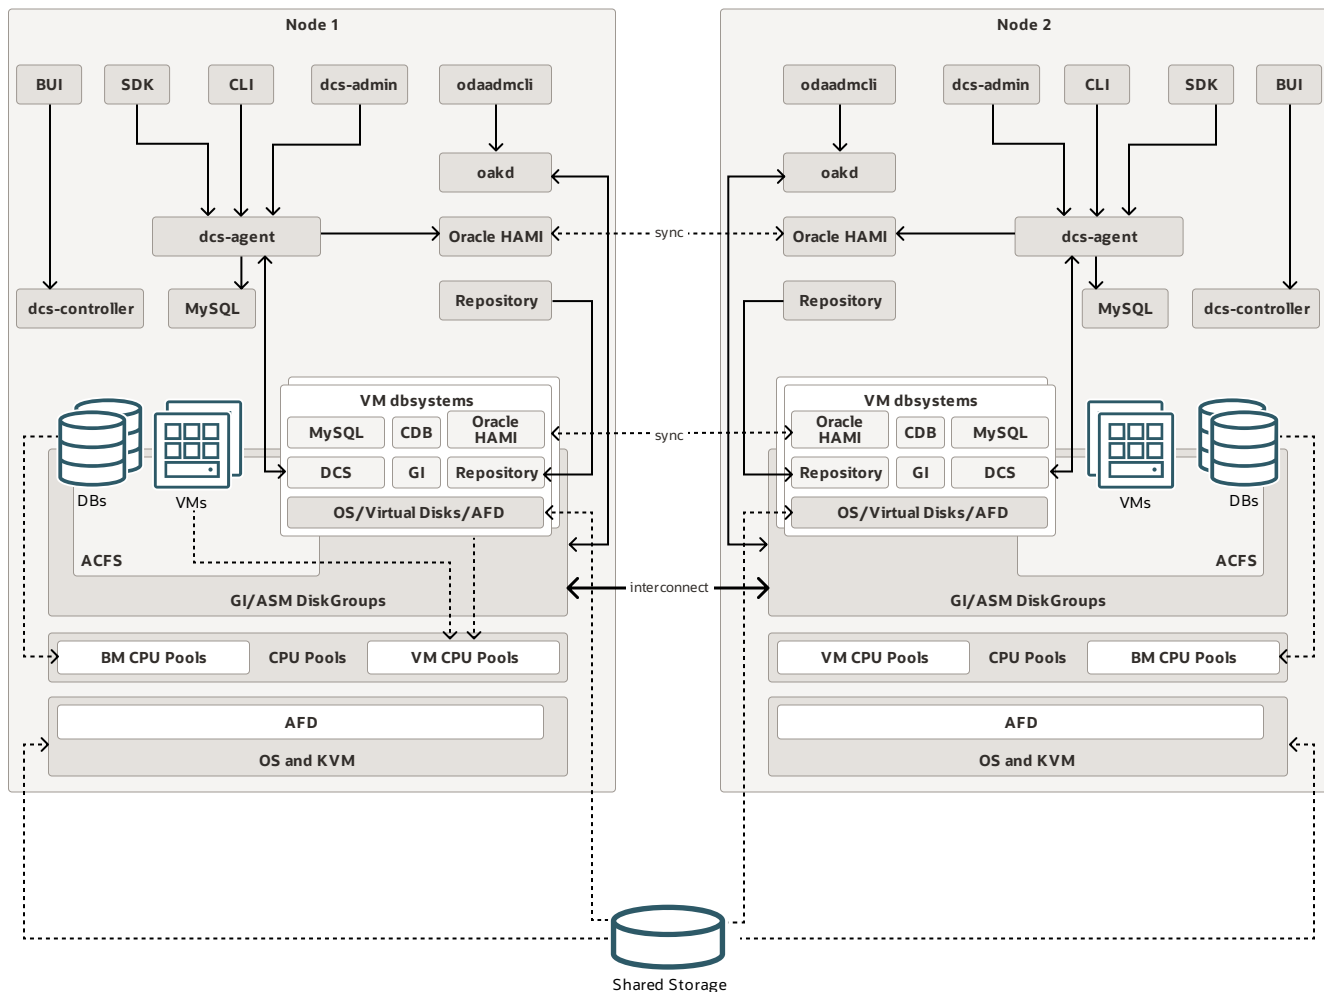 Node 1
BUI
SDK
CLI
dcs-admin
odaadmcli
oakd
dcs-agent
Oracle HAMI
Repository
dcs-controller
MySQL
VM dbsystems
MySQL
CDB
Oracle
HAMI
DCS
GI
Repository
OS/Virtual Disks/AFD
DBs
VMs
ACFS
GI/ASM DiskGroups
BM CPU Pools
CPU Pools
VM CPU Pools
AFD
OS and KVM
sync
sync
interconnect
Node 2
odaadmcli
dcs-admin
CLI
SDK
BUI
oakd
Oracle HAMI
dcs-agent
Repository
MySQL
dcs-controller
VM dbsystems
Oracle
HAMI
CDB
MySQL
Repository
GI
DCS
OS/Virtual Disks/AFD
VMs
DBs
ACFS
GI/ASM DiskGroups
VM CPU Pools
CPU Pools
BM CPU Pools
AFD
OS and KVM
Shared Storage